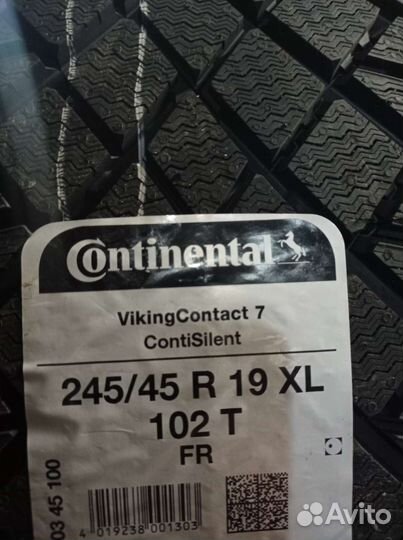 Continental
VikingContact 7
ContiSilent
245/45 R 19 XL
102 T
FR
03 45 100
4 019238 001303
Avito